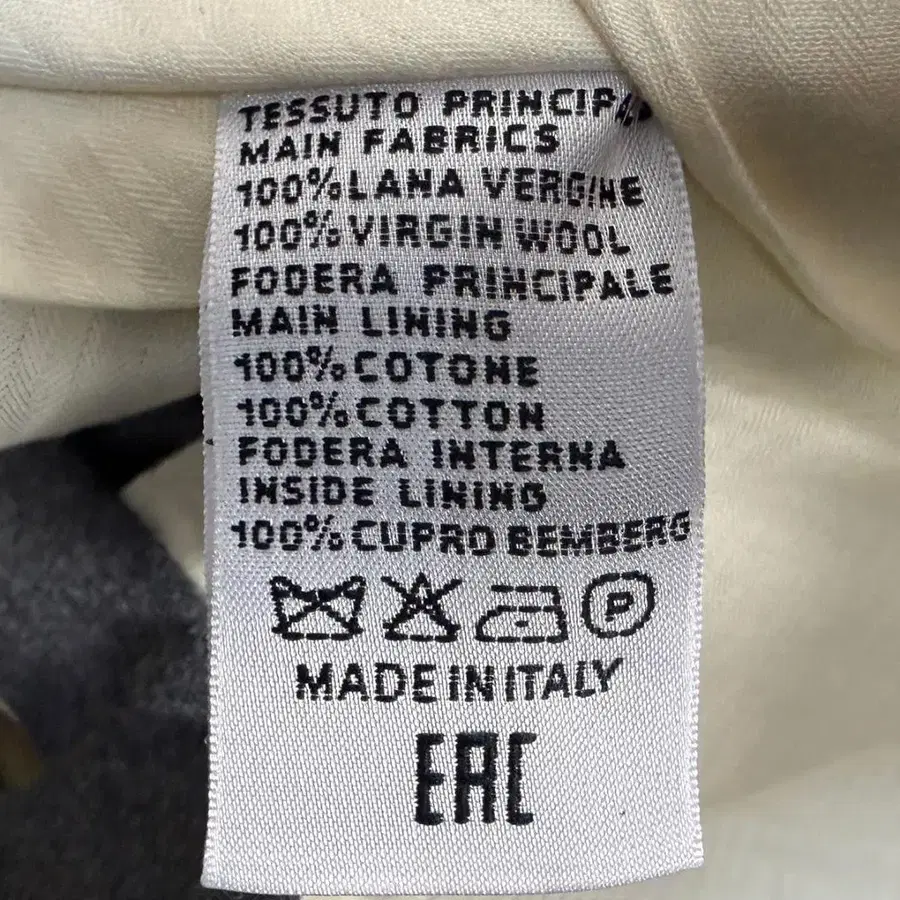 TESSUTO PRINCIPA
MAIN FABRICS
100% LANA VERGINE
100% VIRGIN WOOL
FODERA PRINCIPALE
MAIN LINING
100% COTONE
100% COTTON
FODERA INTERNA
INSIDE LINING
100% CUPRO BEMBERG
P
MADE IN ITALY
EAC